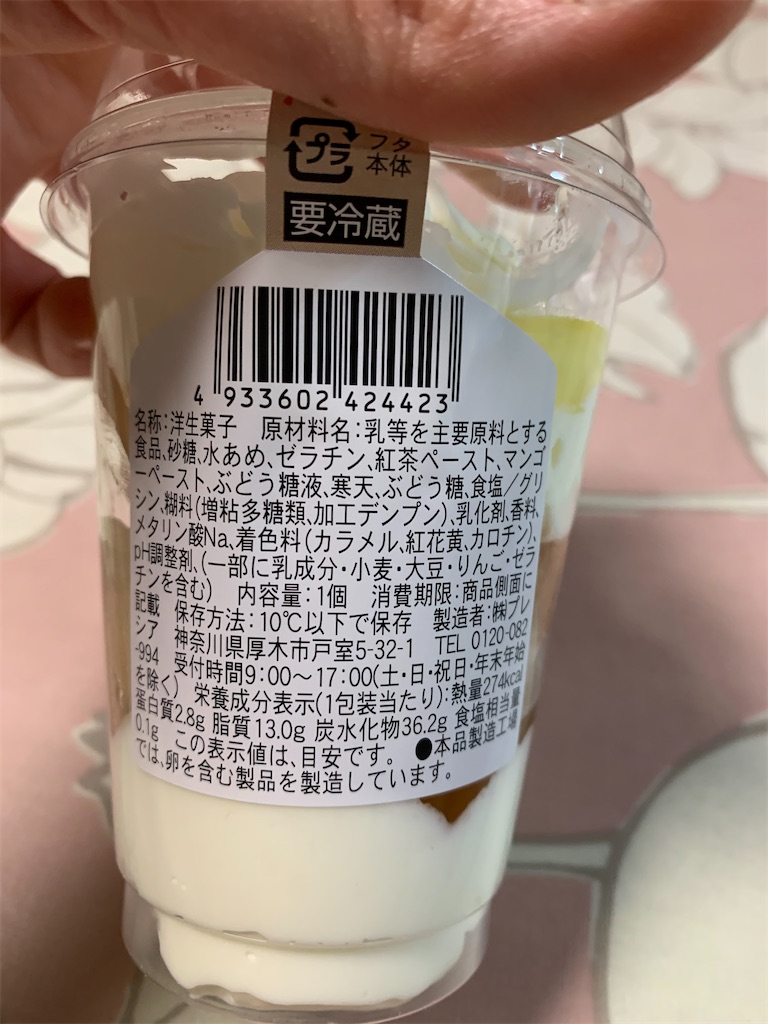 プラ
フタ
本体
要冷蔵
4 933602 424423
名称:洋生菓子 原材料名:乳等を主要原料とする
食品、砂糖、水あめ、ゼラチン、紅茶ペースト、マンゴ
ーペースト、ぶどう糖液、寒天、ぶどう糖、食塩/グリ
シン、糊料(増粘多糖類、加工デンプン)、乳化剤、香料、
メタリン酸Na、着色料(カラメル、紅花黄、カロチン)、
pH調整剤、(一部に乳成分・小麦・大豆・りんご・ゼラ
チンを含む) 内容量:1個 消費期限:商品側面に
記載 保存方法:10℃以下で保存 製造者:㈱プレ
シア 神奈川県厚木市戸室5-32-1 TEL 0120-082
-994 受付時間9:00〜17:00(土・日・祝日・年末年始
を除く) 栄養成分表示(1包装当たり):熱量274kcal
蛋白質2.8g 脂質13.0g 炭水化物36.2g 食塩相当量
0.1g この表示値は、目安です。 ●本品製造工場
では、卵を含む製品を製造しています。